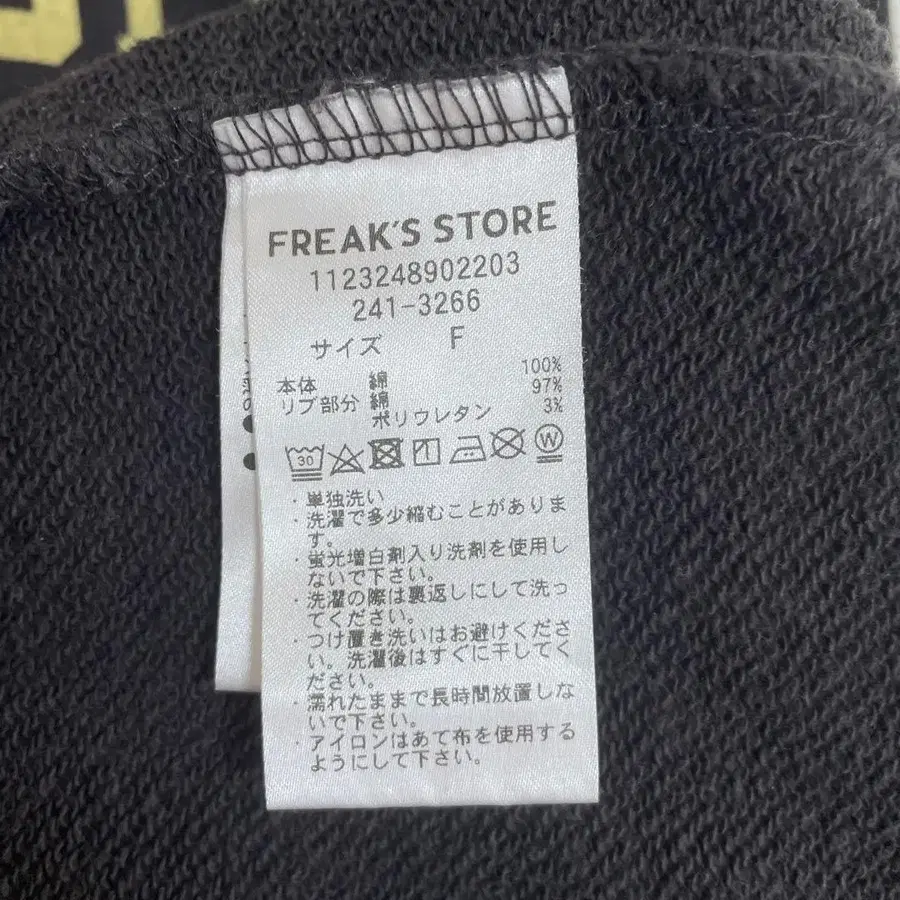 FREAK'S STORE
1123248902203
241-3266
サイズ F
本体 綿 100%
リブ部分 綿 97%
ポリウレタン 3%
30 W
・単独洗い
・洗濯で多少縮むことがありま
す。
・蛍光増白剤入り洗剤を使用し
ないで下さい。
・洗濯の際は裏返しにして洗っ
てください。
・つけ置き洗いはお避けくださ
い。洗濯後はすぐに干してく
ださい。
・濡れたままで長時間放置しな
いで下さい。
・アイロンはあて布を使用する
ようにして下さい。